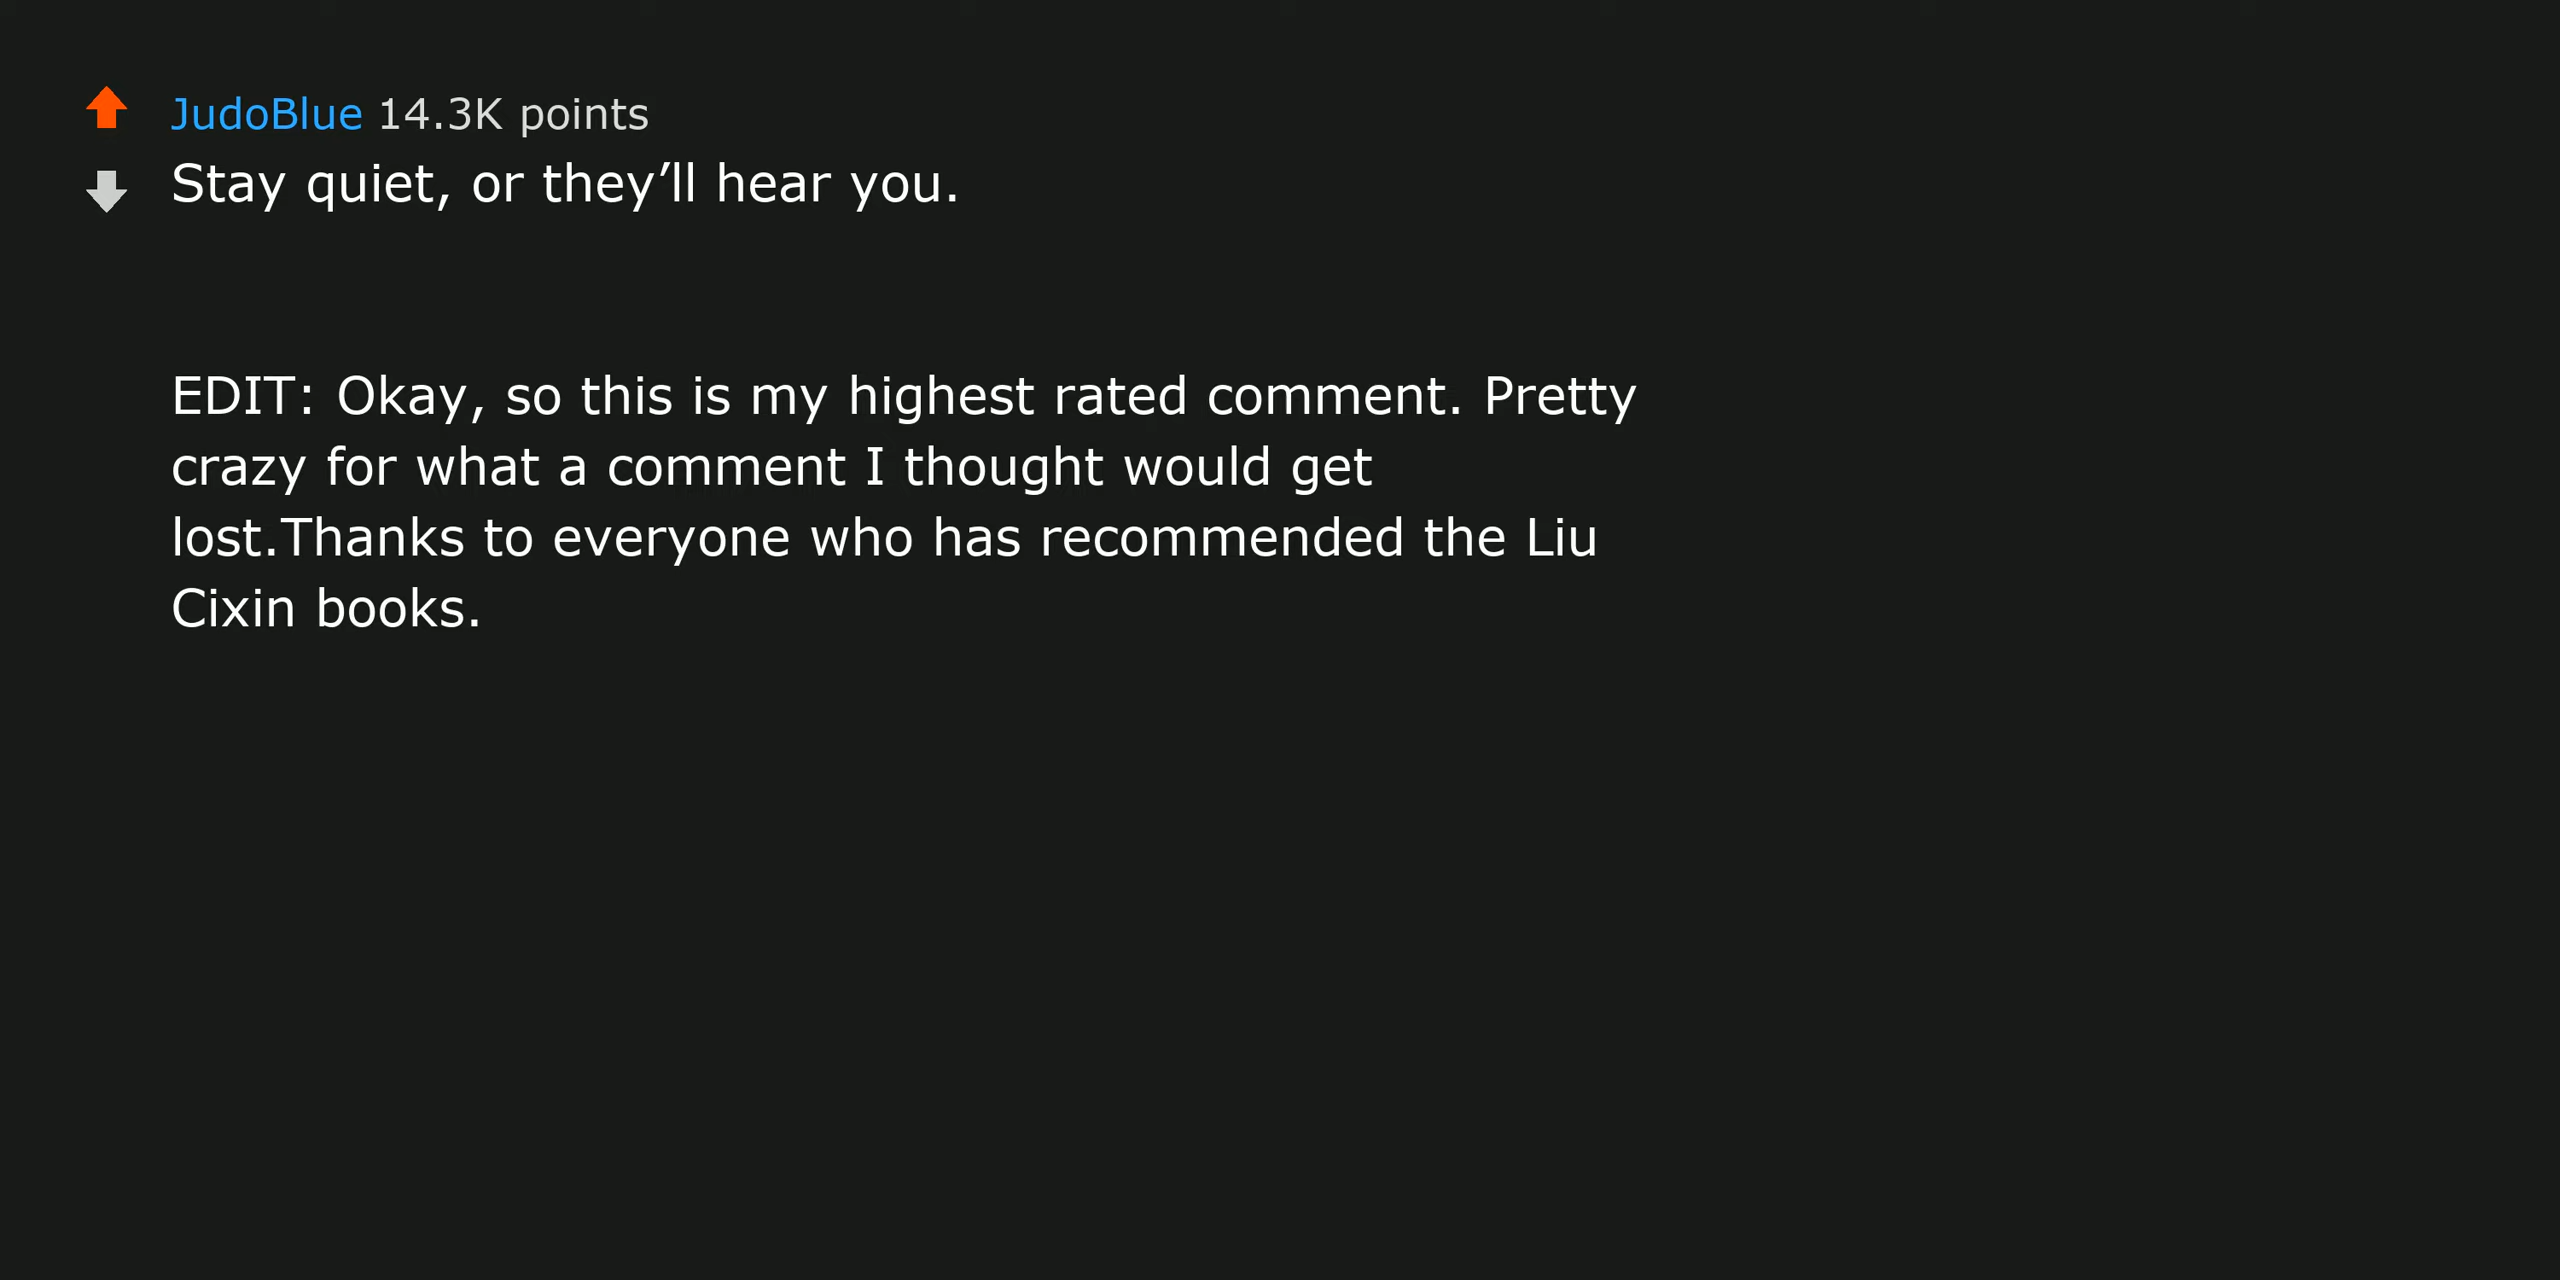 JudoBlue 14.3K points
Stay quiet, or they’ll hear you.
EDIT: Okay, so this is my highest rated comment. Pretty
crazy for what a comment I thought would get
lost.Thanks to everyone who has recommended the Liu
Cixin books.